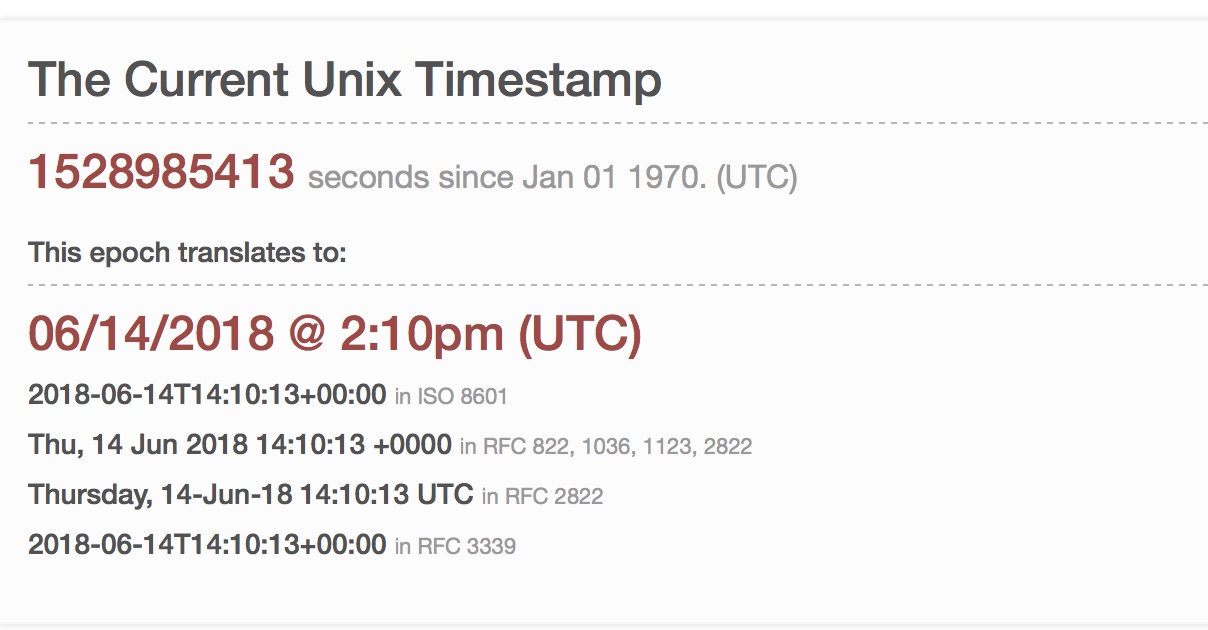 The Current Unix Timestamp
1528985413 seconds since Jan 01 1970. (UTC)
This epoch translates to:
06/14/2018 @ 2:10pm (UTC)
2018-06-14T14:10:13+00:00 in ISO 8601
Thu, 14 Jun 2018 14:10:13 +0000 in RFC 822, 1036, 1123, 2822
Thursday, 14-Jun-18 14:10:13 UTC in RFC 2822
2018-06-14T14:10:13+00:00 in RFC 3339